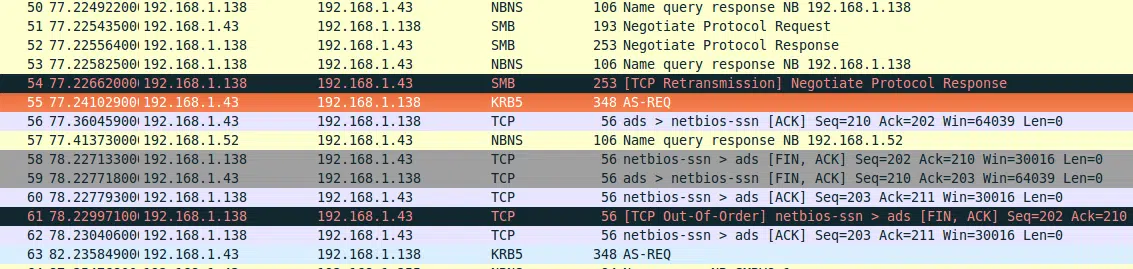 50 77.224922000 192.168.1.138 192.168.1.43 NBNS 106 Name query response NB 192.168.1.138
51 77.225435000 192.168.1.43 192.168.1.138 SMB 193 Negotiate Protocol Request
52 77.225564000 192.168.1.138 192.168.1.43 SMB 253 Negotiate Protocol Response
53 77.225825000 192.168.1.138 192.168.1.43 NBNS 106 Name query response NB 192.168.1.138
54 77.226620000 192.168.1.138 192.168.1.43 SMB 253 [TCP Retransmission] Negotiate Protocol Response
55 77.241029000 192.168.1.43 192.168.1.138 KRB5 348 AS-REQ
56 77.360459000 192.168.1.43 192.168.1.138 TCP 56 ads > netbios-ssn [ACK] Seq=210 Ack=202 Win=64039 Len=0
57 77.413730000 192.168.1.52 192.168.1.43 NBNS 106 Name query response NB 192.168.1.52
58 78.227133000 192.168.1.138 192.168.1.43 TCP 56 netbios-ssn > ads [FIN, ACK] Seq=202 Ack=210 Win=30016 Len=0
59 78.227718000 192.168.1.43 192.168.1.138 TCP 56 ads > netbios-ssn [FIN, ACK] Seq=210 Ack=203 Win=64039 Len=0
60 78.227793000 192.168.1.138 192.168.1.43 TCP 56 netbios-ssn > ads [ACK] Seq=203 Ack=211 Win=30016 Len=0
61 78.229971000 192.168.1.138 192.168.1.43 TCP 56 [TCP Out-Of-Order] netbios-ssn > ads [FIN, ACK] Seq=202 Ack=210
62 78.230406000 192.168.1.138 192.168.1.43 TCP 56 netbios-ssn > ads [ACK] Seq=203 Ack=211 Win=30016 Len=0
63 82.235849000 192.168.1.43 192.168.1.138 KRB5 348 AS-REQ